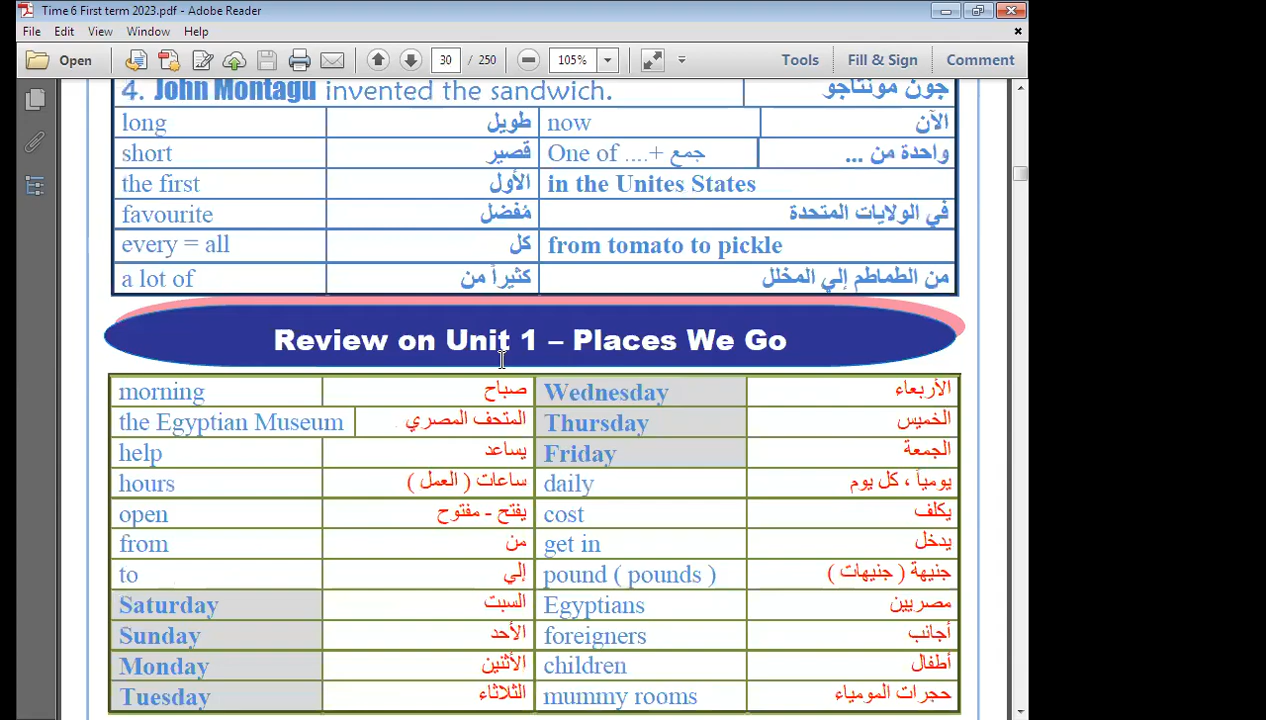 Time 6 First term 2023.pdf - Adobe Reader
File Edit View Window Help
Open 30 / 250 105% Tools Fill & Sign Comment
4. John Montagu invented the sandwich. جون مونتاجو
long طويل now الآن
short قصير One of ....+ جمع واحدة من ...
the first الأول in the Unites States
favourite مُفضل في الولايات المتحدة
every = all كل from tomato to pickle
a lot of كثيراً من من الطماطم إلي المخلل
Review on Unit 1 – Places We Go
morning صباح Wednesday الأربعاء
the Egyptian Museum المتحف المصري Thursday الخميس
help يساعد Friday الجمعة
hours ساعات ( العمل ) daily يومياً ، كل يوم
open يفتح - مفتوح cost يكلف
from من get in يدخل
to إلي pound ( pounds ) جنيهة ( جنيهات )
Saturday السبت Egyptians مصريين
Sunday الأحد foreigners أجانب
Monday الأثنين children أطفال
Tuesday الثلاثاء mummy rooms حجرات المومياء